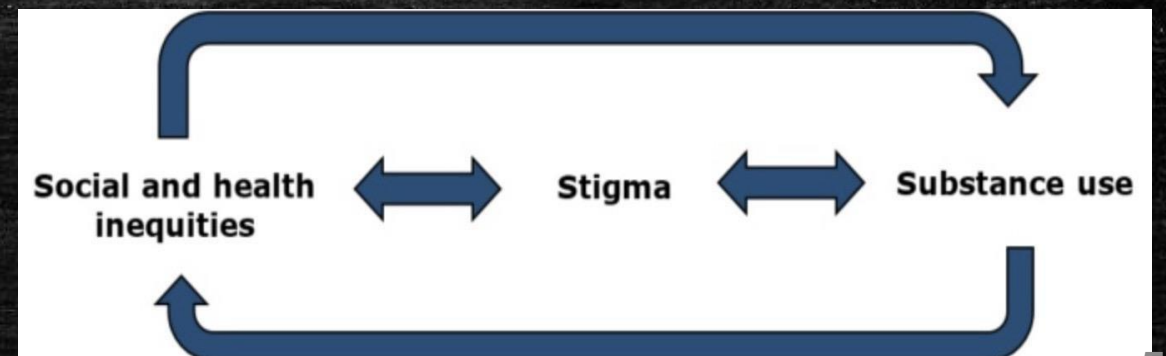 Social and health
inequities
Stigma
Substance use